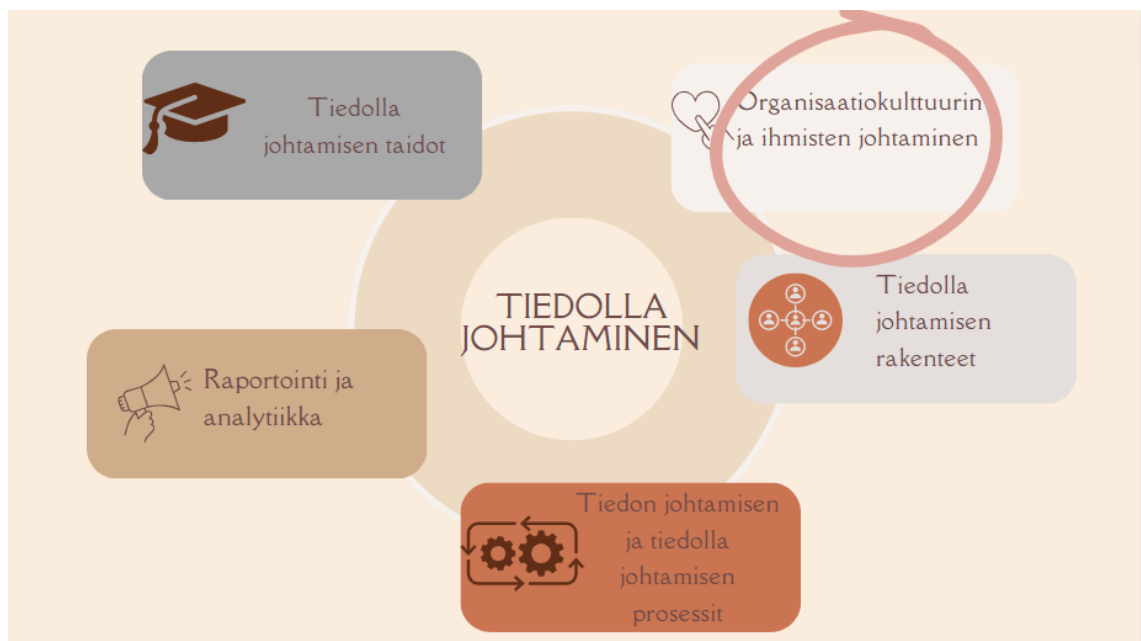 Tiedolla
johtamisen taidot
Organisaatiokulttuurin
ja ihmisten johtaminen
TIEDOLLA
JOHTAMINEN
Tiedolla
johtamisen
rakenteet
Raportointi ja
analytiikka
Tiedon johtamisen
ja tiedolla
johtamisen
prosessit